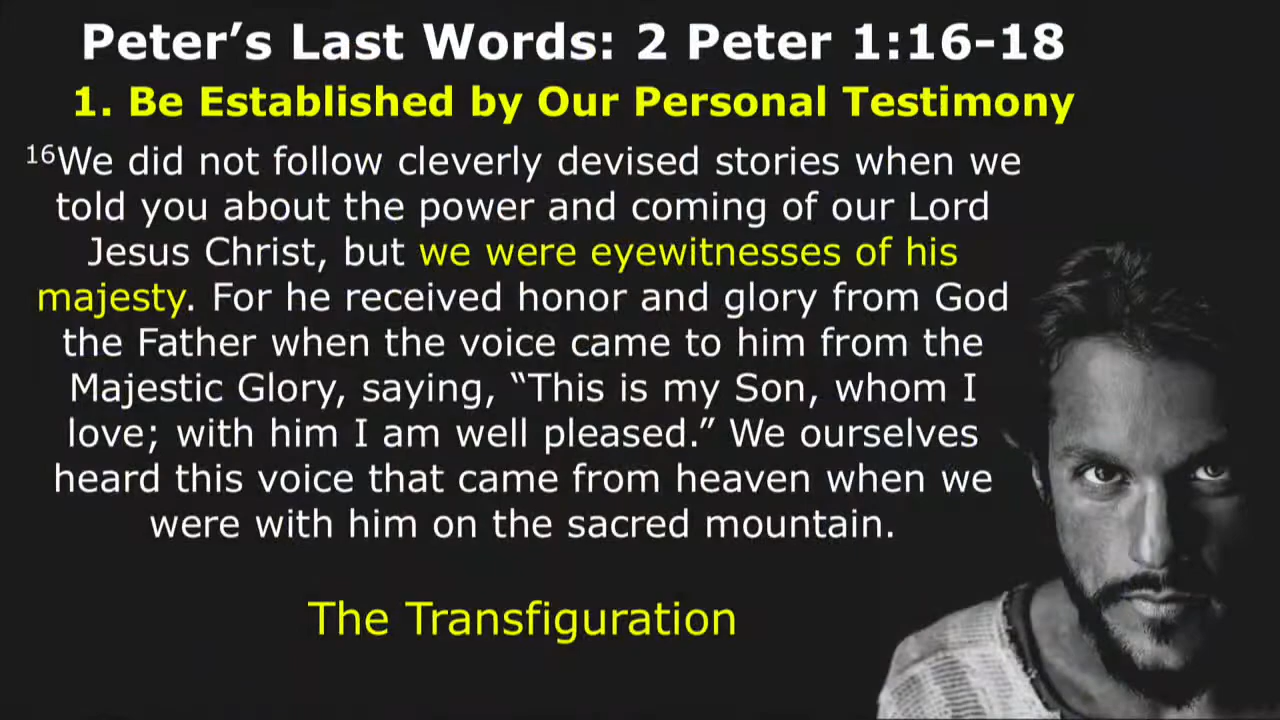 Peter’s Last Words: 2 Peter 1:16-18
1. Be Established by Our Personal Testimony
16We did not follow cleverly devised stories when we
told you about the power and coming of our Lord
Jesus Christ, but we were eyewitnesses of his
majesty. For he received honor and glory from God
the Father when the voice came to him from the
Majestic Glory, saying, “This is my Son, whom I
love; with him I am well pleased.” We ourselves
heard this voice that came from heaven when we
were with him on the sacred mountain.
The Transfiguration